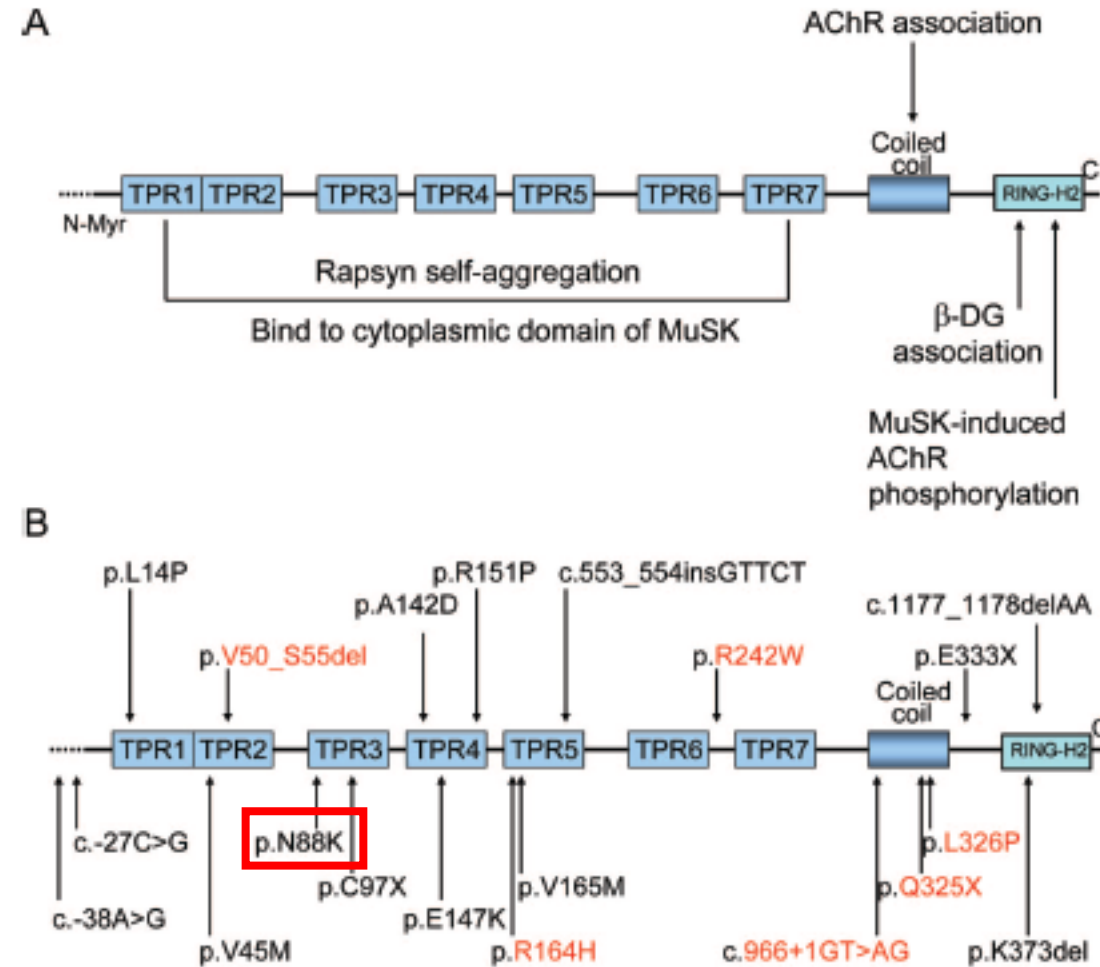 A
AChR association
Coiled
coil
C
TPR1 TPR2 TPR3 TPR4 TPR5 TPR6 TPR7 RING-H2
N-Myr
Rapsyn self-aggregation
Bind to cytoplasmic domain of MuSK
β-DG
association
MuSK-induced
AChR
phosphorylation
B
p.L14P p.R151P c.553_554insGTTCT
p.A142D c.1177_1178delAA
p.V50_S55del p.R242W p.E333X
Coiled
coil
C
TPR1 TPR2 TPR3 TPR4 TPR5 TPR6 TPR7 RING-H2
c.-27C>G p.N88K p.L326P
p.C97X p.V165M p.Q325X
c.-38A>G p.E147K
p.V45M p.R164H c.966+1GT>AG p.K373del